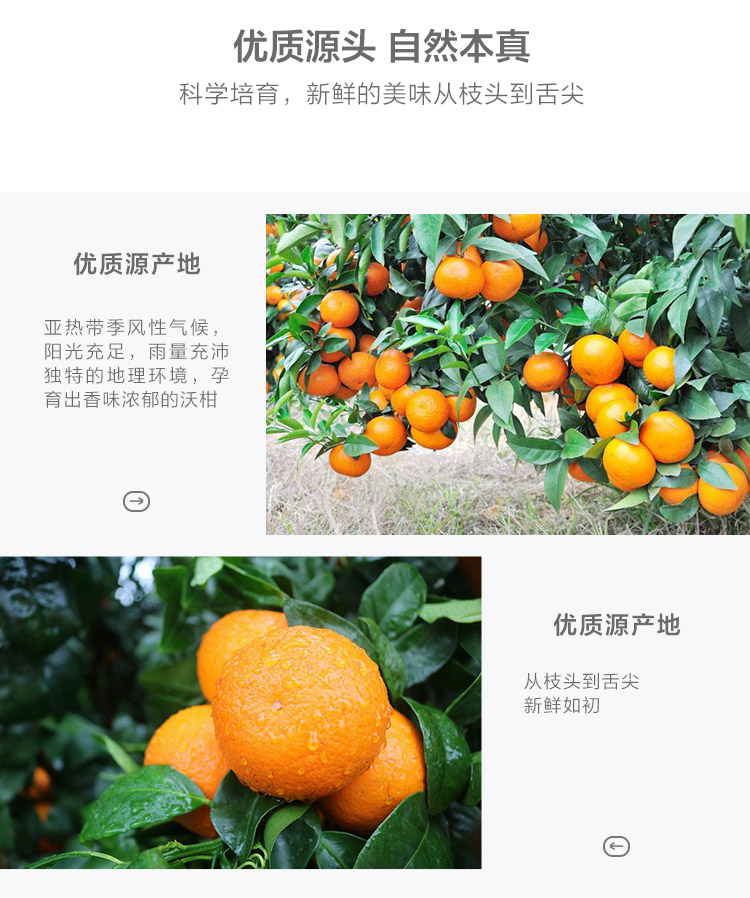 优质源头 自然本真
科学培育，新鲜的美味从枝头到舌尖
优质源产地
亚热带季风性气候，
阳光充足，雨量充沛
独特的地理环境，孕
育出香味浓郁的沃柑
优质源产地
从枝头到舌尖
新鲜如初